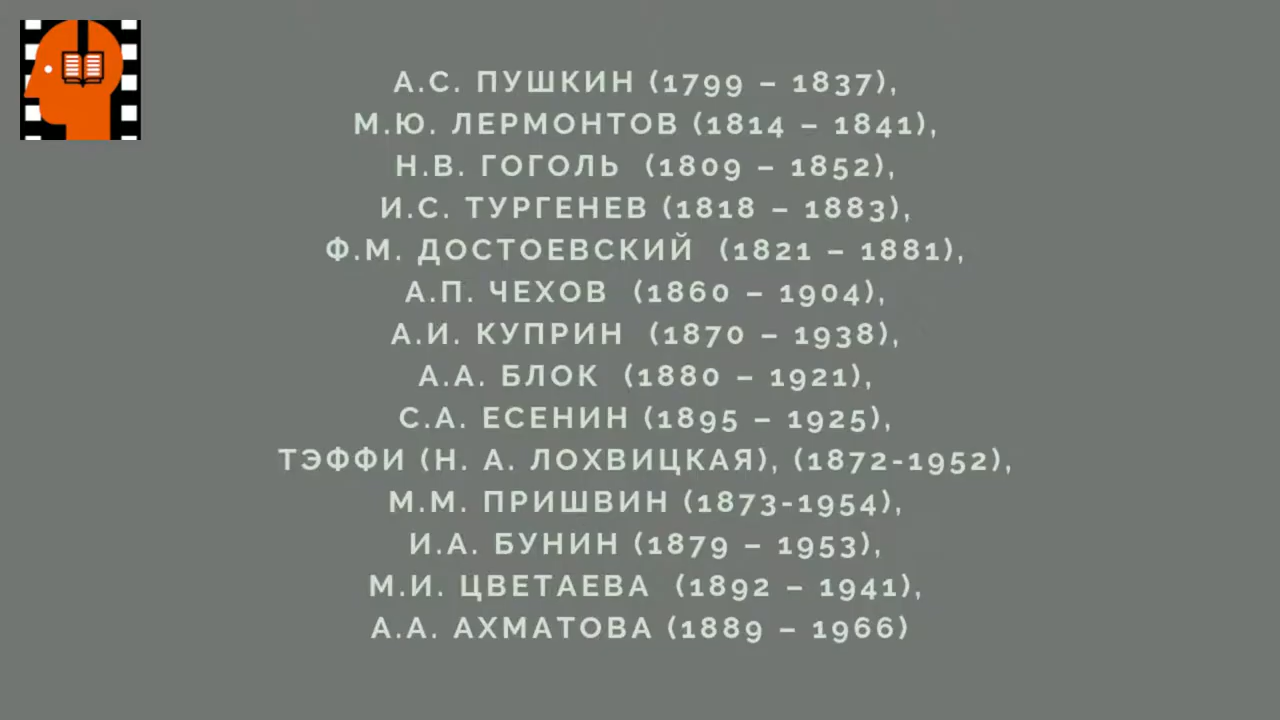 А.С. ПУШКИН (1799 – 1837),
М.Ю. ЛЕРМОНТОВ (1814 – 1841),
Н.В. ГОГОЛЬ (1809 – 1852),
И.С. ТУРГЕНЕВ (1818 – 1883),
Ф.М. ДОСТОЕВСКИЙ (1821 – 1881),
А.П. ЧЕХОВ (1860 – 1904),
А.И. КУПРИН (1870 – 1938),
А.А. БЛОК (1880 – 1921),
С.А. ЕСЕНИН (1895 – 1925),
ТЭФФИ (Н. А. ЛОХВИЦКАЯ), (1872-1952),
М.М. ПРИШВИН (1873-1954),
И.А. БУНИН (1879 – 1953),
М.И. ЦВЕТАЕВА (1892 – 1941),
А.А. АХМАТОВА (1889 – 1966)